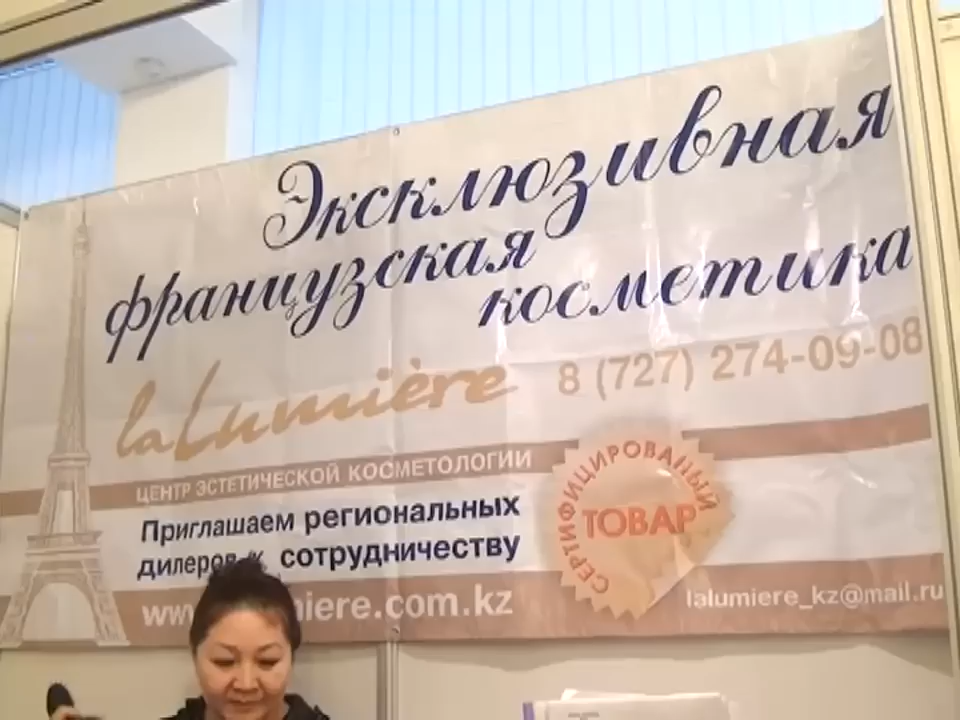 Эксклюзивная
французская
косметика
laLumière 8 (727) 274-09-08
ЦЕНТР ЭСТЕТИЧЕСКОЙ КОСМЕТОЛОГИИ
СЕРТИФИЦИРОВАНЫЙ
ТОВАР
Приглашаем региональных
дилеров к сотрудничеству
miere.com.kz
lalumiere_kz@mail.ru